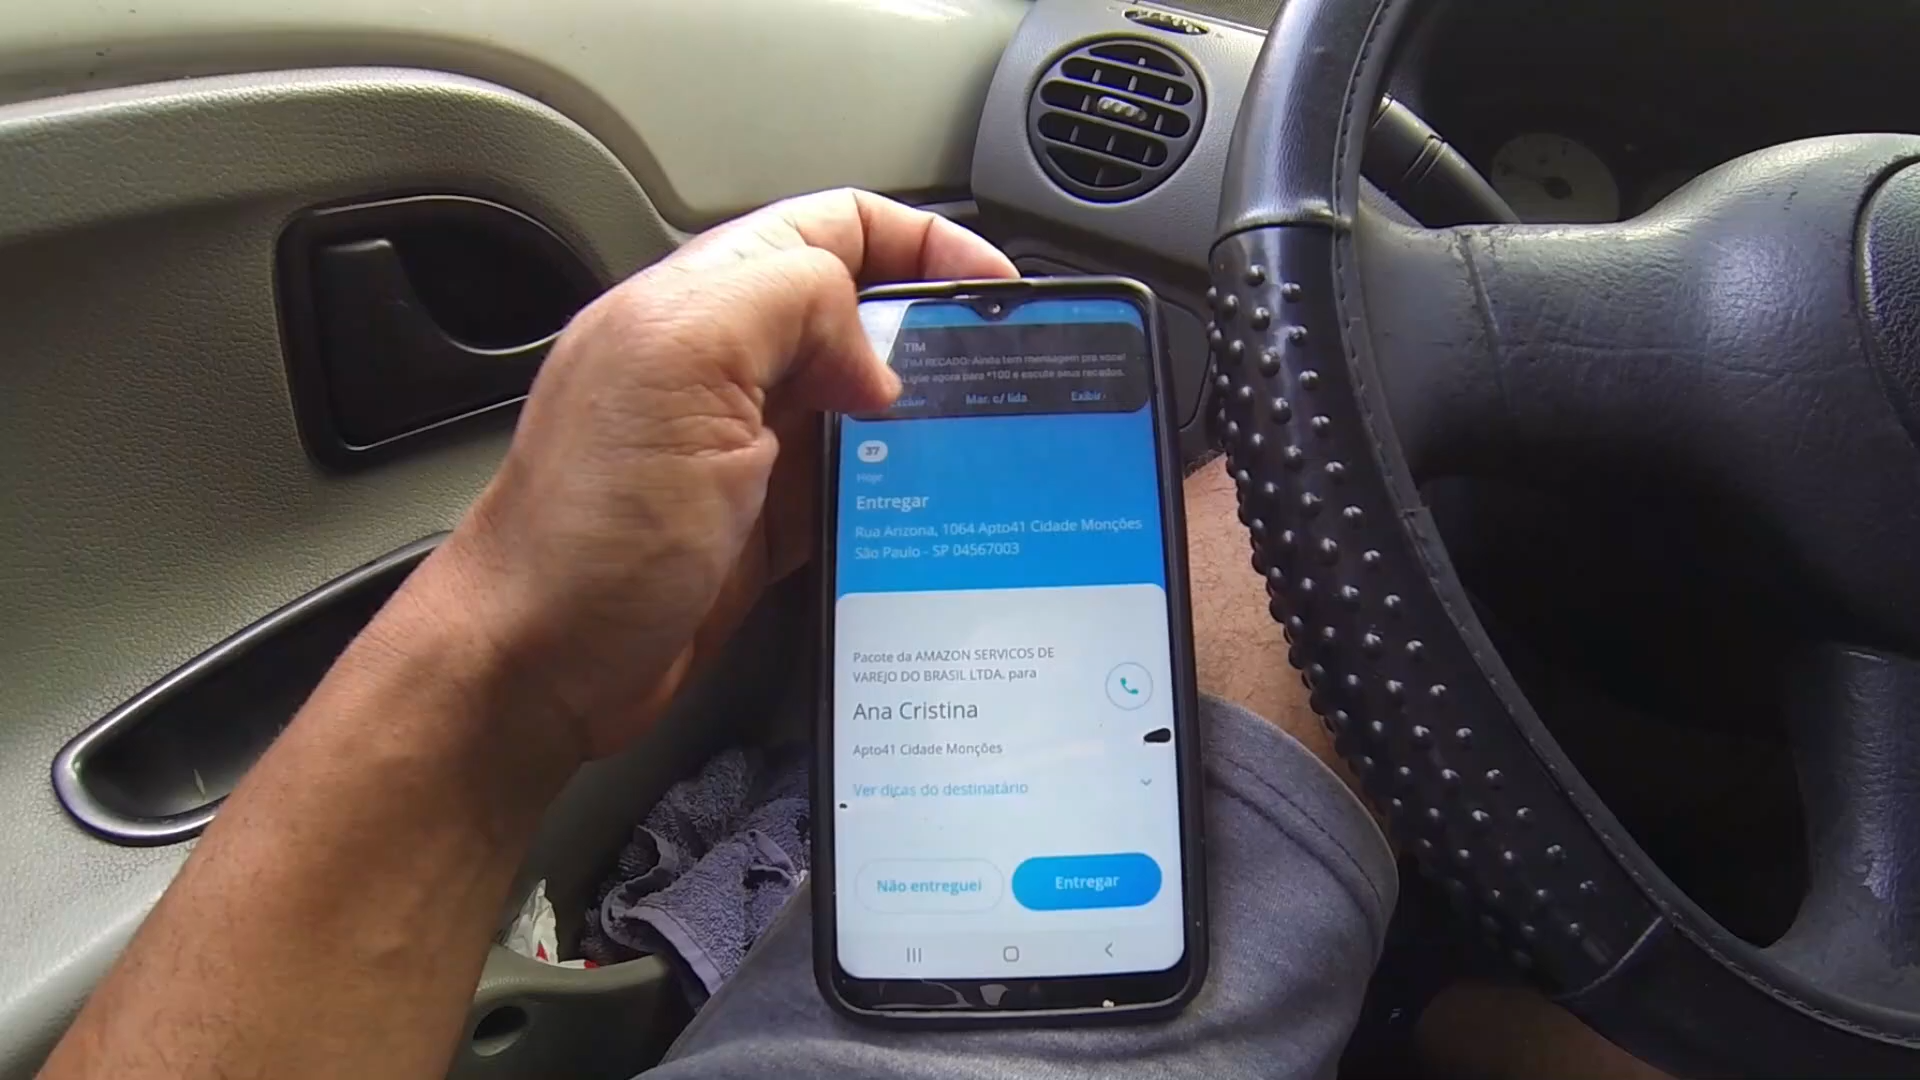 TIM
TIM RECADO: Ainda tem mensagem pra voce!
Ligue agora para *100 e escute seus recados.
Excluir Mar. c/ lida Exibir
37
Entregar
Rua Arizona, 1064 Apto41 Cidade Monções
São Paulo - SP 04567003
Pacote da AMAZON SERVICOS DE
VAREJO DO BRASIL LTDA. para
Ana Cristina
Apto41 Cidade Monções
Ver dicas do destinatário
Não entreguei
Entregar